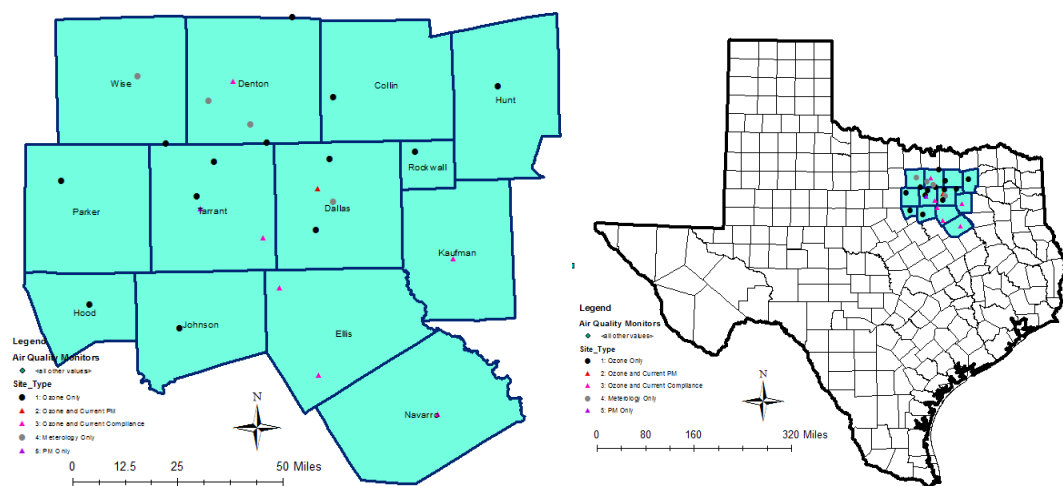 Wise
Denton
Collin
Hunt
Rockwall
Parker
Tarrant
Dallas
Kaufman
Hood
Johnson
Ellis
Navarro
Legend
Air Quality Monitors
<all other values>
Site_Type
1: Ozone Only
2: Ozone and Current PM
3: Ozone and Current Compliance
4: Meterology Only
5: PM Only
N
0 12.5 25 50 Miles
Legend
Air Quality Monitors
<all other values>
Site_Type
1: Ozone Only
2: Ozone and Current PM
3: Ozone and Current Compliance
4: Meterology Only
5: PM Only
N
0 80 160 320 Miles